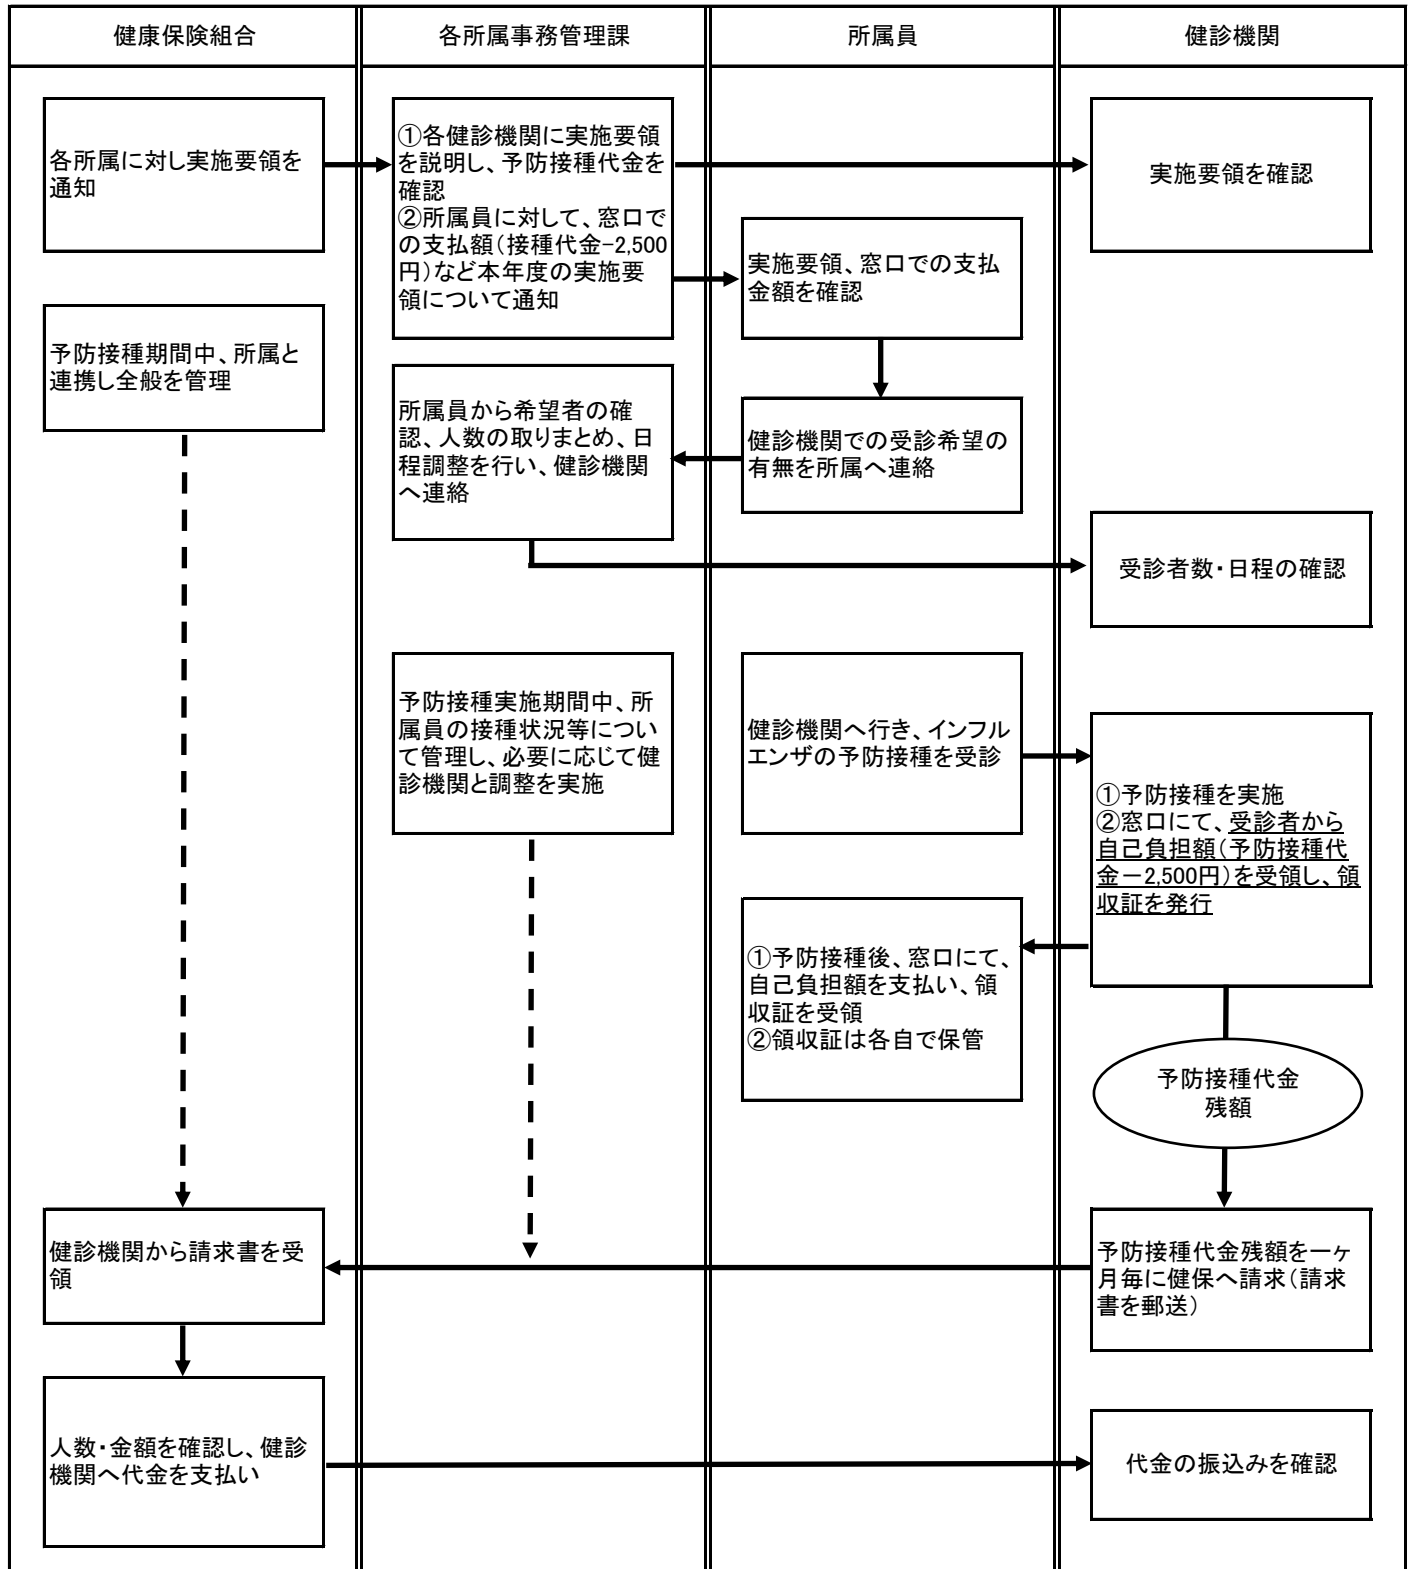 健康保険組合
各所属事務管理課
所属員
健診機関
各所属に対し実施要領を
通知
①各健診機関に実施要領
を説明し、予防接種代金を
確認
②所属員に対して、窓口で
の支払額（接種代金−2,500
円）など本年度の実施要
領について通知
実施要領を確認
実施要領、窓口での支払
金額を確認
予防接種期間中、所属と
連携し全般を管理
所属員から希望者の確
認、人数の取りまとめ、日
程調整を行い、健診機関
へ連絡
健診機関での受診希望の
有無を所属へ連絡
受診者数・日程の確認
予防接種実施期間中、所
属員の接種状況等につい
て管理し、必要に応じて健
診機関と調整を実施
健診機関へ行き、インフル
エンザの予防接種を受診
①予防接種を実施
②窓口にて、受診者から
自己負担額（予防接種代
金－2,500円）を受領し、領
収証を発行
①予防接種後、窓口にて、
自己負担額を支払い、領
収証を受領
②領収証は各自で保管
予防接種代金
残額
健診機関から請求書を受
領
予防接種代金残額を一ヶ
月毎に健保へ請求（請求
書を郵送）
人数・金額を確認し、健診
機関へ代金を支払い
代金の振込みを確認